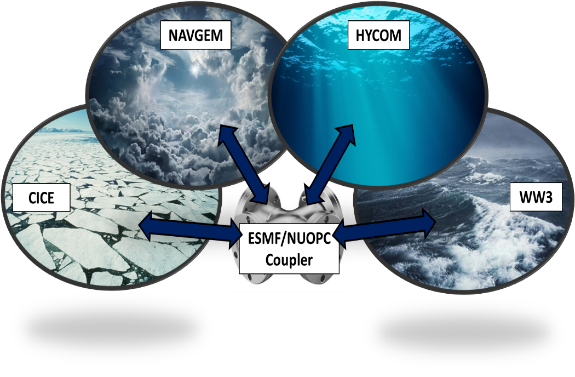 NAVGEM
HYCOM
CICE
WW3
ESMF/NUOPC
Coupler